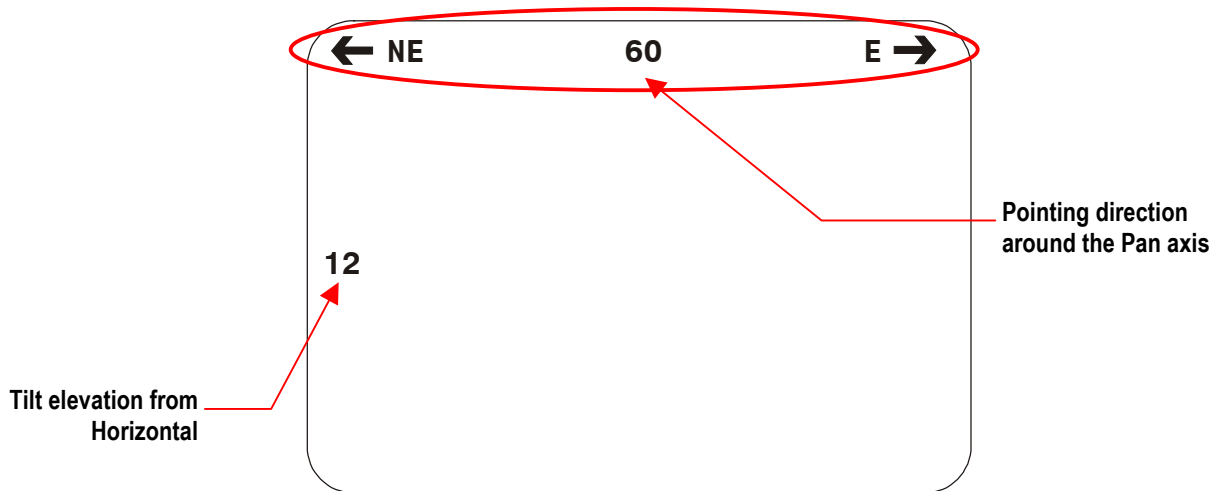 ← NE 60 E →
Pointing direction
around the Pan axis
12
Tilt elevation from
Horizontal